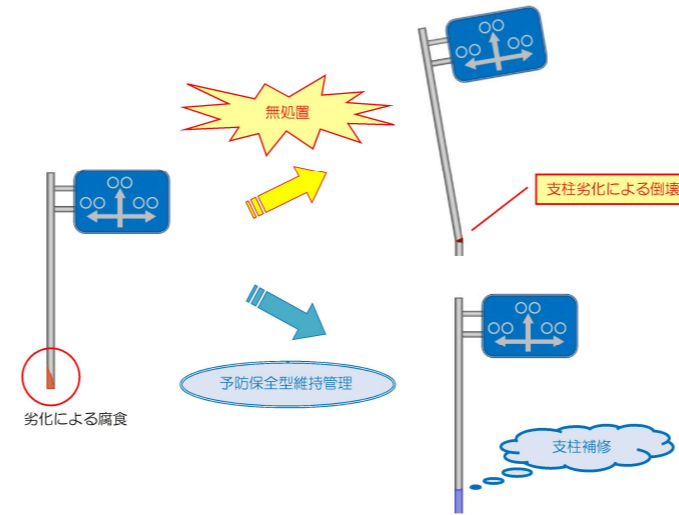 ○○
○○ ○○
無処置
支柱劣化による倒壊
○○
○○ ○○
劣化による腐食
予防保全型維持管理
○○
○○ ○○
支柱補修